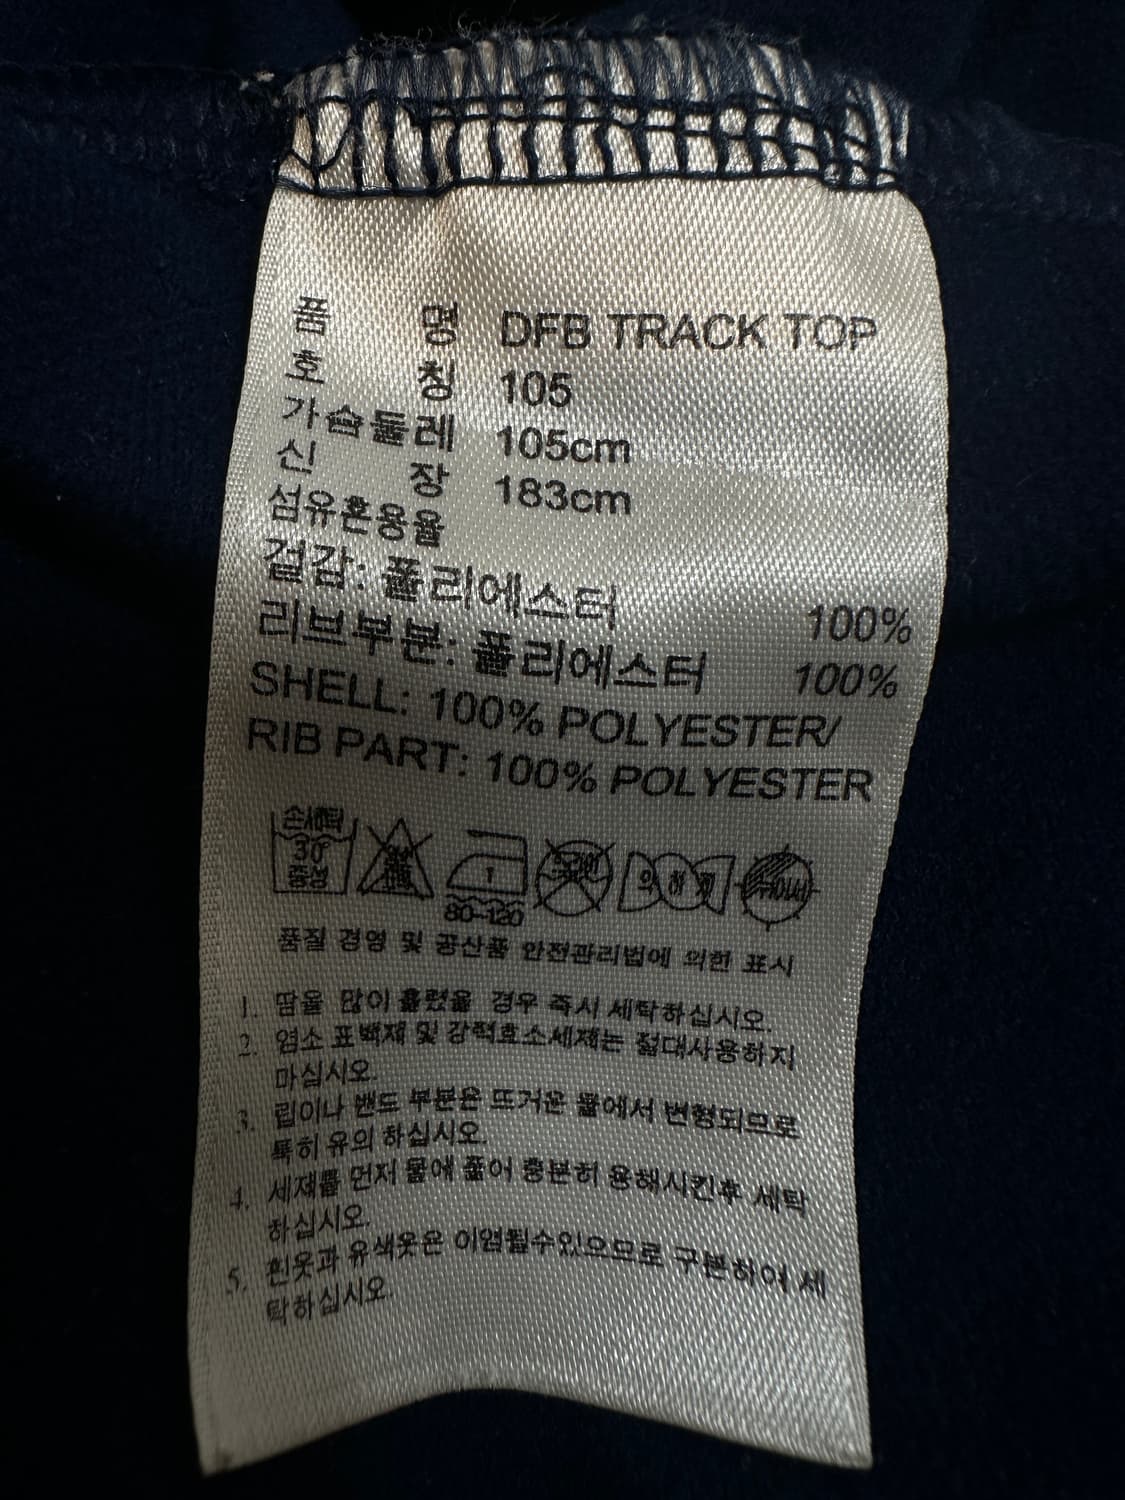 품 명 DFB TRACK TOP
호 칭 105
가슴둘레 105cm
신 장 183cm
섬유혼용율
겉감: 폴리에스터 100%
리브부분: 폴리에스터 100%
SHELL: 100% POLYESTER/
RIB PART: 100% POLYESTER
손세탁
30°
중성
80-120
품질 경영 및 공산품 안전관리법에 의한 표시
1. 땀을 많이 흘렸을 경우 즉시 세탁하십시오.
2. 염소 표백제 및 강력효소세제는 절대사용하지
마십시오.
3. 립이나 밴드 부분은 뜨거운 물에서 변형되므로
특히 유의 하십시오.
4. 세제를 먼저 물에 풀어 충분히 용해시킨후 세탁
하십시오.
5. 흰옷과 유색옷은 이염될수있으므로 구분하여 세
탁하십시오.